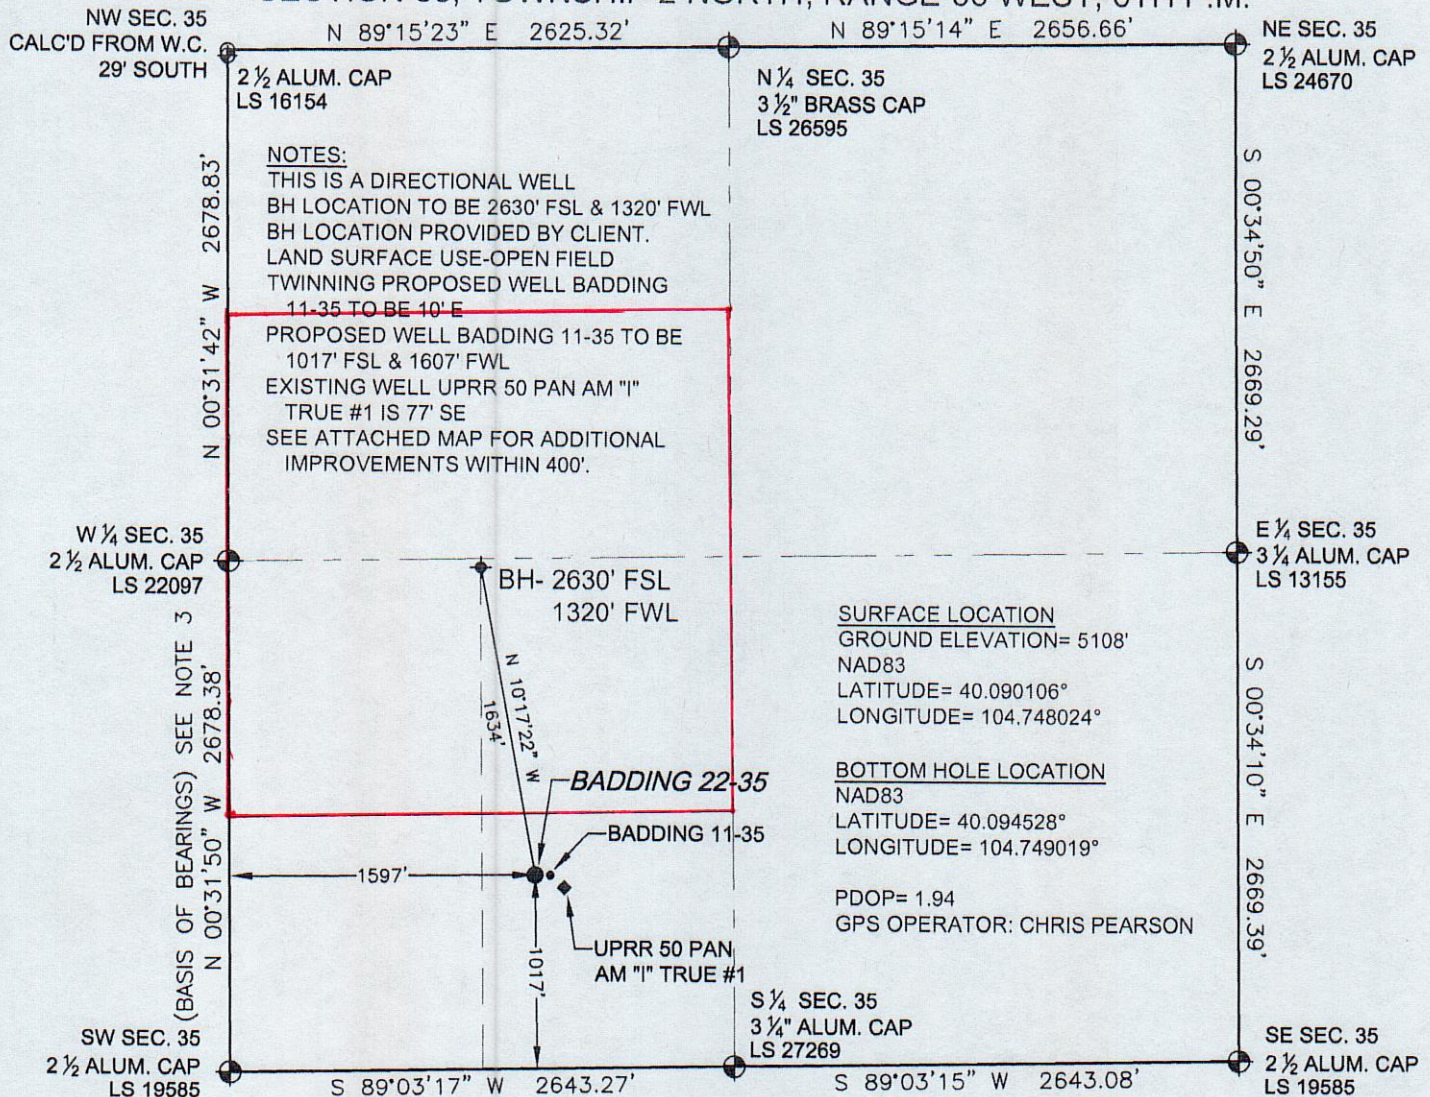 N 89°15'23" E 2625.32'
N 89°15'14" E 2656.66'
NW SEC. 35
CALC'D FROM W.C.
29' SOUTH
2 ½ ALUM. CAP
LS 16154
N ¼ SEC. 35
3 ½" BRASS CAP
LS 26595
NE SEC. 35
2 ½ ALUM. CAP
LS 24670
NOTES:
THIS IS A DIRECTIONAL WELL
BH LOCATION TO BE 2630' FSL & 1320' FWL
BH LOCATION PROVIDED BY CLIENT.
LAND SURFACE USE-OPEN FIELD
TWINNING PROPOSED WELL BADDING
11-35 TO BE 10' E
PROPOSED WELL BADDING 11-35 TO BE
1017' FSL & 1607' FWL
EXISTING WELL UPRR 50 PAN AM "I"
TRUE #1 IS 77' SE
SEE ATTACHED MAP FOR ADDITIONAL
IMPROVEMENTS WITHIN 400'.
N 00°31'42" W 2678.83'
S 00°34'50" E 2669.29'
W ¼ SEC. 35
2 ½ ALUM. CAP
LS 22097
E ¼ SEC. 35
3 ¼ ALUM. CAP
LS 13155
BH- 2630' FSL
1320' FWL
N 10°17'22" W
1634'
SURFACE LOCATION
GROUND ELEVATION= 5108'
NAD83
LATITUDE= 40.090106°
LONGITUDE= 104.748024°
BOTTOM HOLE LOCATION
NAD83
LATITUDE= 40.094528°
LONGITUDE= 104.749019°
PDOP= 1.94
GPS OPERATOR: CHRIS PEARSON
(BASIS OF BEARINGS) SEE NOTE 3
N 00°31'50" W 2678.38'
S 00°34'10" E 2669.39'
BADDING 22-35
BADDING 11-35
1597'
1017'
UPRR 50 PAN
AM "I" TRUE #1
SW SEC. 35
2 ½ ALUM. CAP
LS 19585
S ¼ SEC. 35
3 ¼" ALUM. CAP
LS 27269
SE SEC. 35
2 ½ ALUM. CAP
LS 19585
S 89°03'17" W 2643.27'
S 89°03'15" W 2643.08'